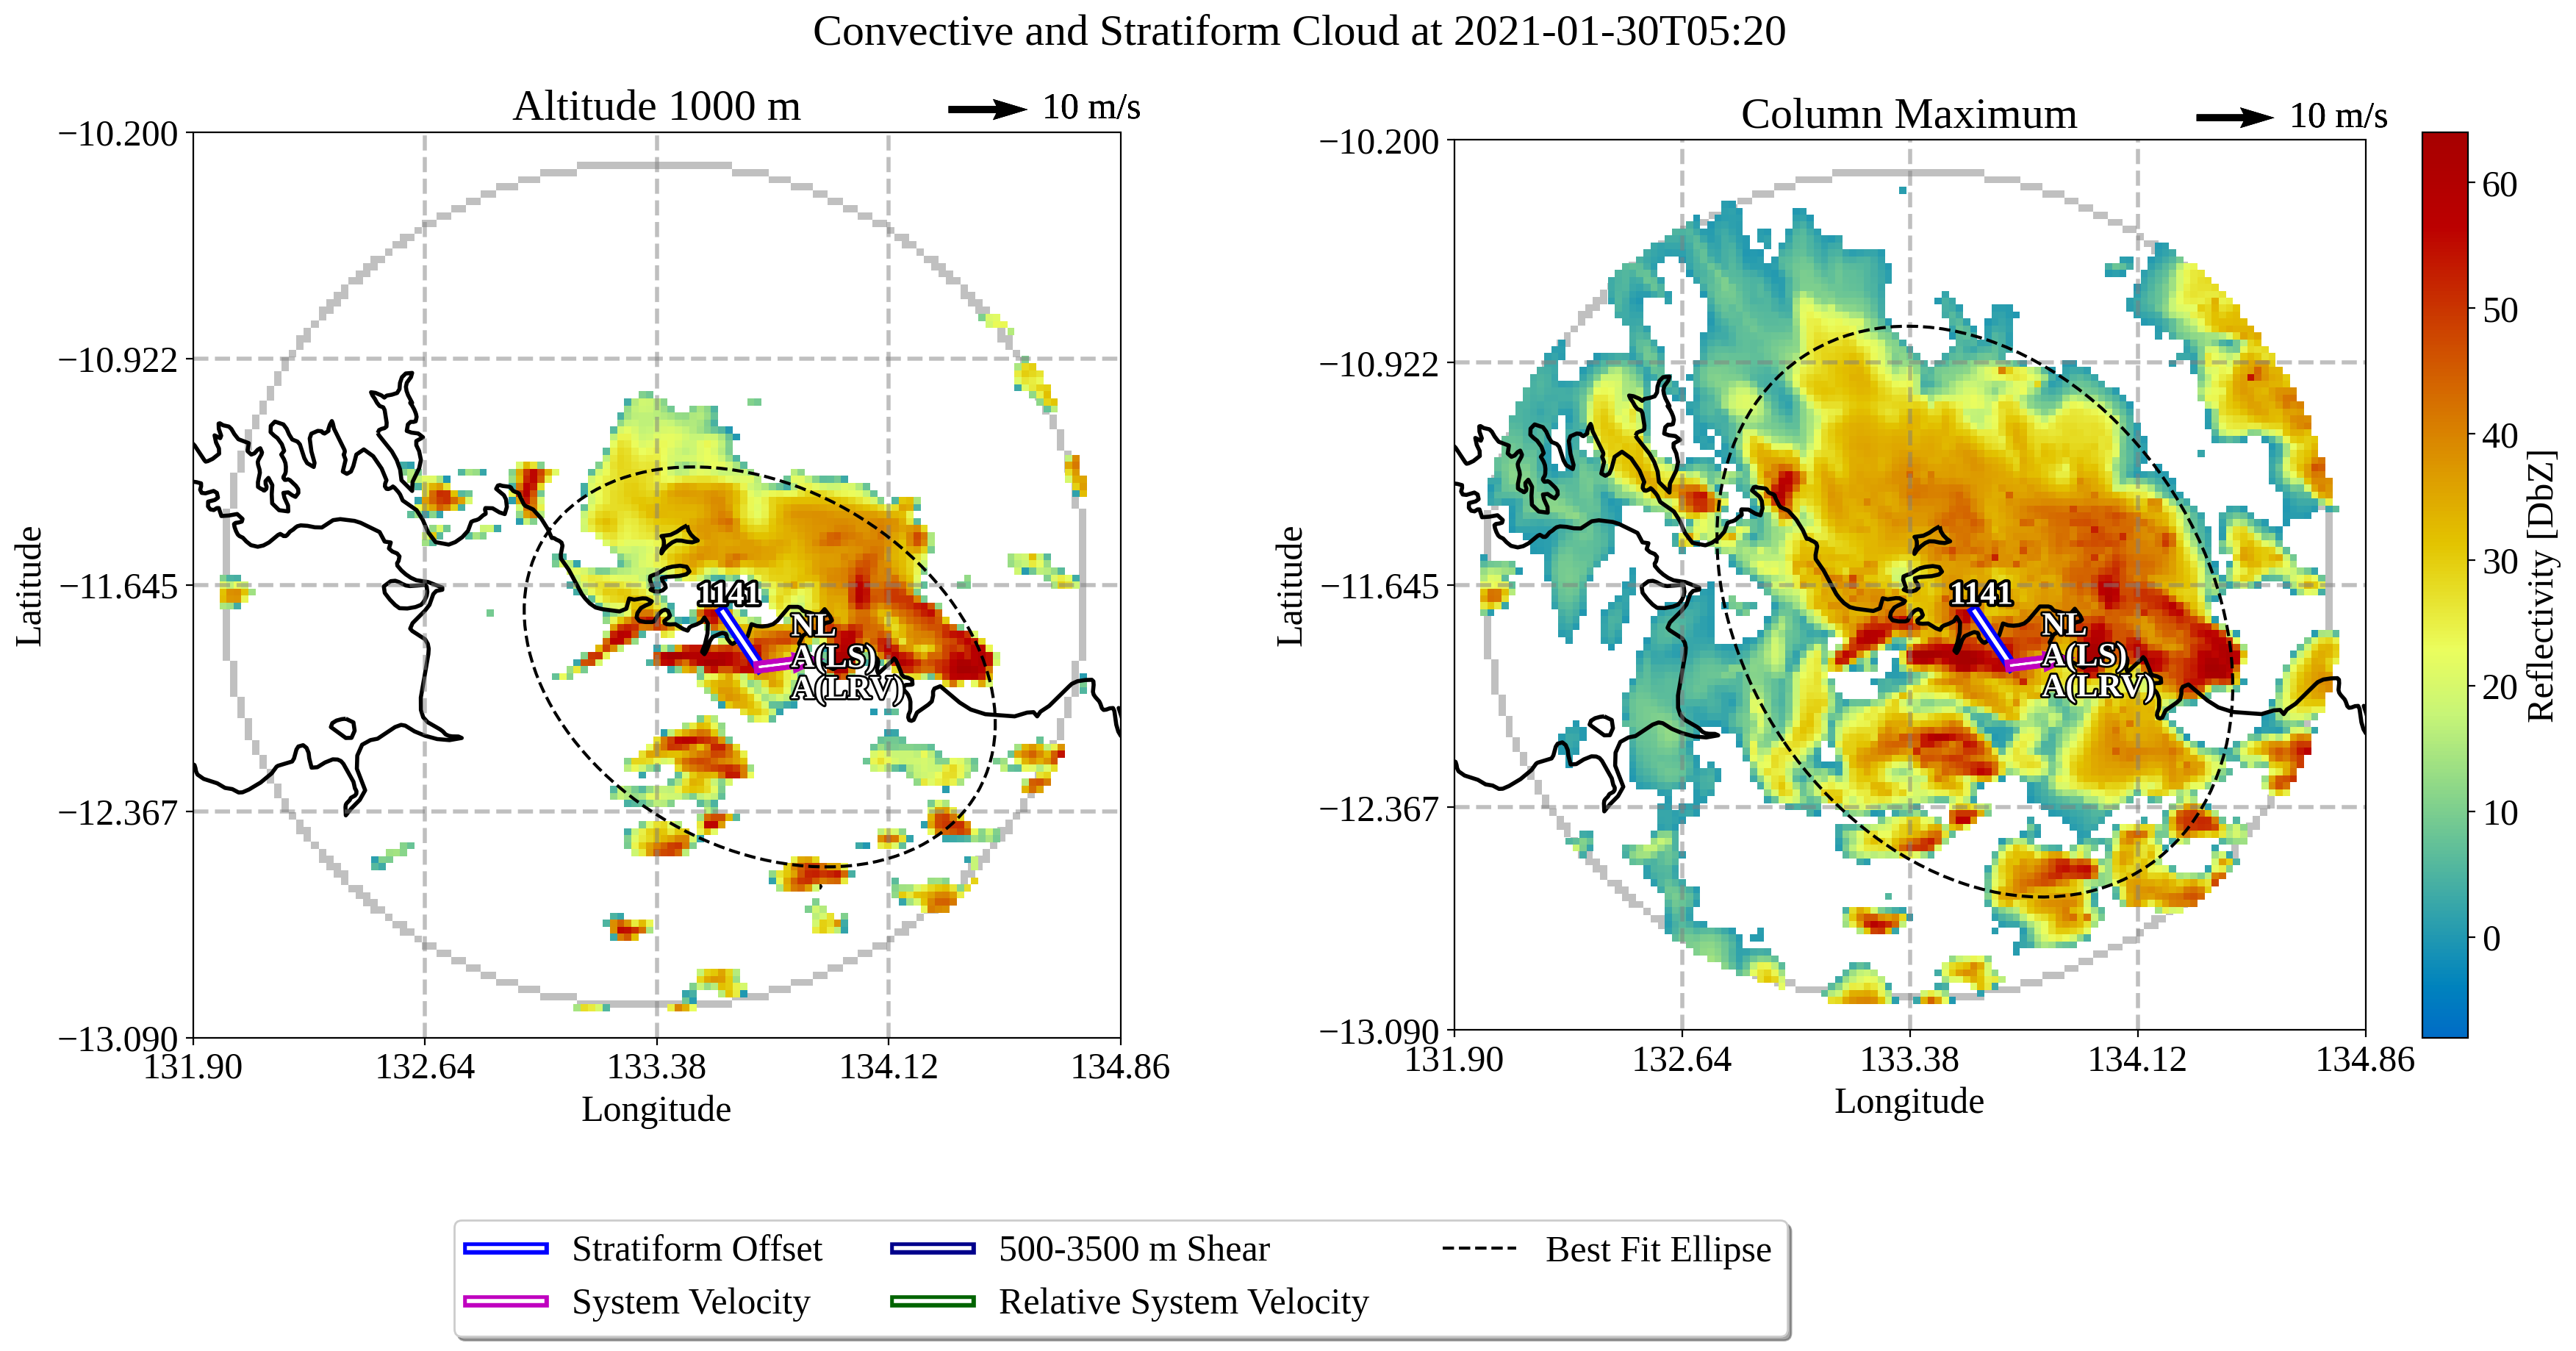 Convective and Stratiform Cloud at 2021-01-30T05:20
Altitude 1000 m
10 m/s
−10.200
−10.922
−11.645
−12.367
−13.090
131.90
132.64
133.38
134.12
134.86
Latitude
Longitude
1141
NL
A(LS)
A(LRV)
Column Maximum
10 m/s
−10.200
−10.922
−11.645
−12.367
−13.090
131.90
132.64
133.38
134.12
134.86
Latitude
Longitude
1141
NL
A(LS)
A(LRV)
60
50
40
30
20
10
0
Reflectivity [DbZ]
Stratiform Offset
System Velocity
500-3500 m Shear
Relative System Velocity
Best Fit Ellipse